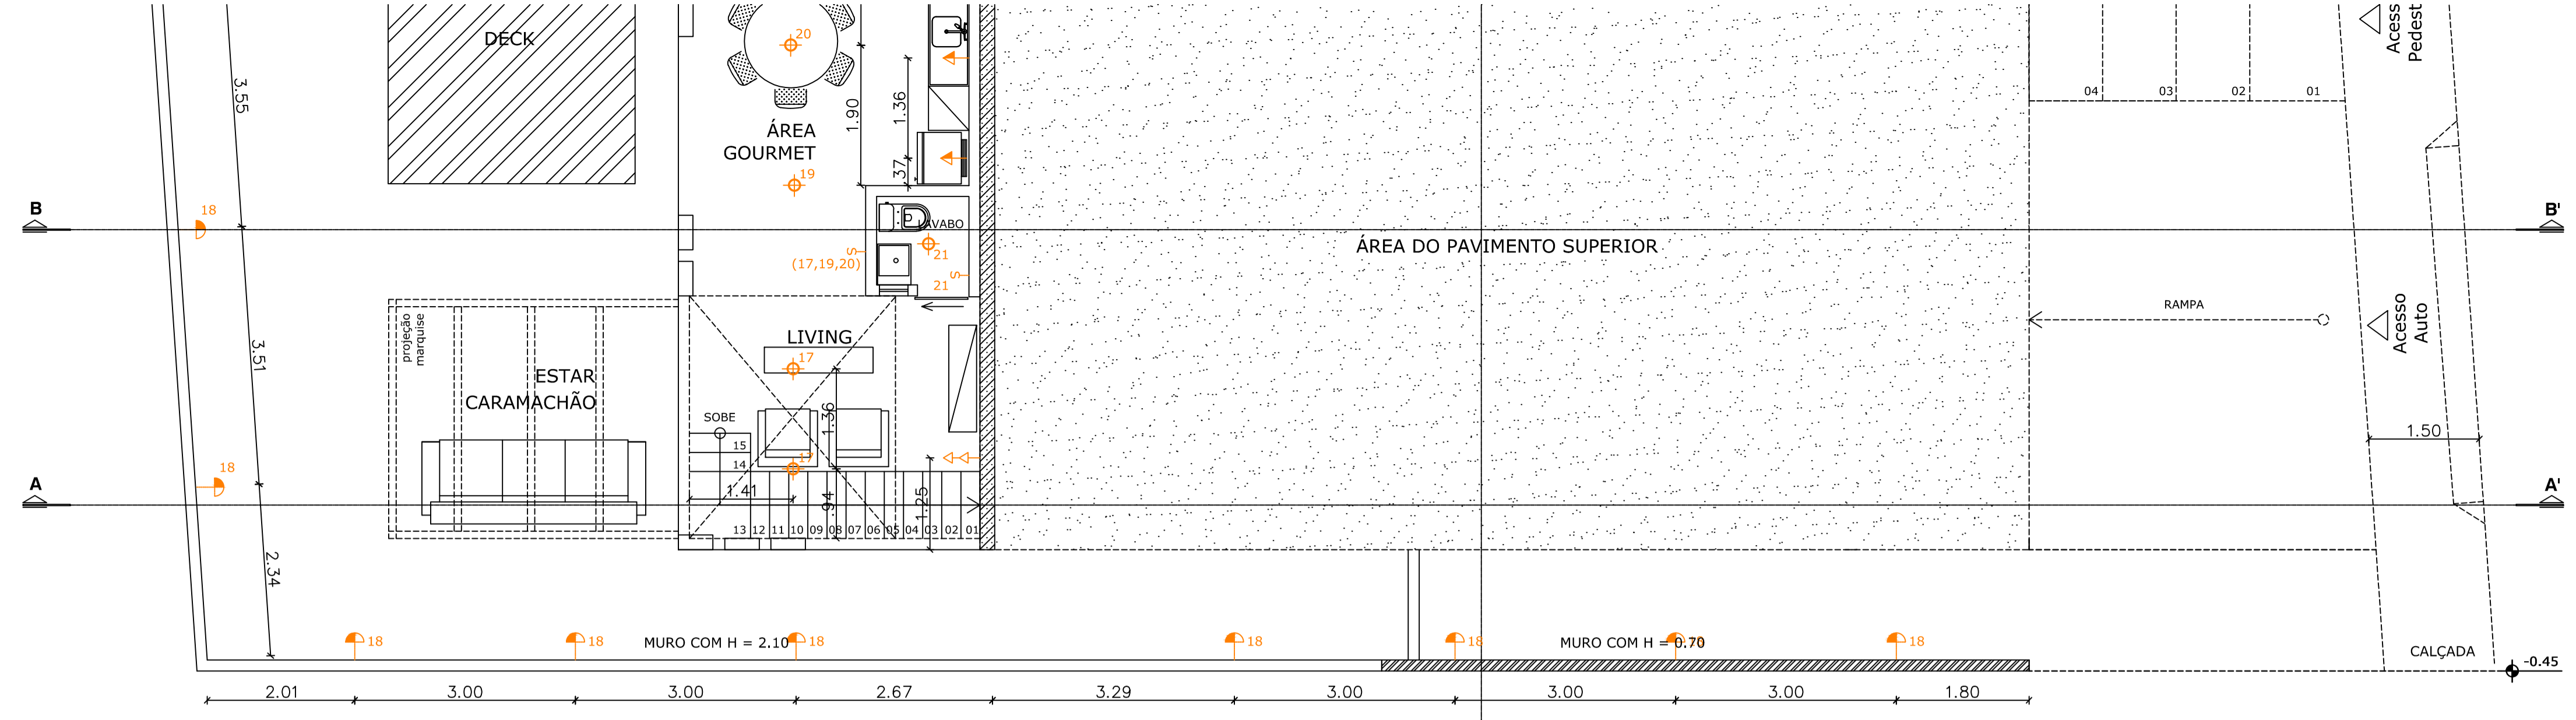 DECK
20
Acess
Pedest
3.55
1.36
1.90
04 03 02 01
ÁREA
GOURMET
37
19
B
18
LAVABO
B'
ÁREA DO PAVIMENTO SUPERIOR
S
(17,19,20)
21
S
21
RAMPA
Acesso
Auto
projeção
marquise
3.51
LIVING
17
ESTAR
CARAMACHÃO
SOBE
1.36
15
14
17
1.50
18
A
1.41
.94
1.25
A'
13 12 11 10 09 08 07 06 05 04 03 02 01
2.34
18
18
MURO COM H = 2.10
18
18
18
MURO COM H = 0.70
18
CALÇADA
-0.45
2.01 3.00 3.00 2.67 3.29 3.00 3.00 3.00 1.80